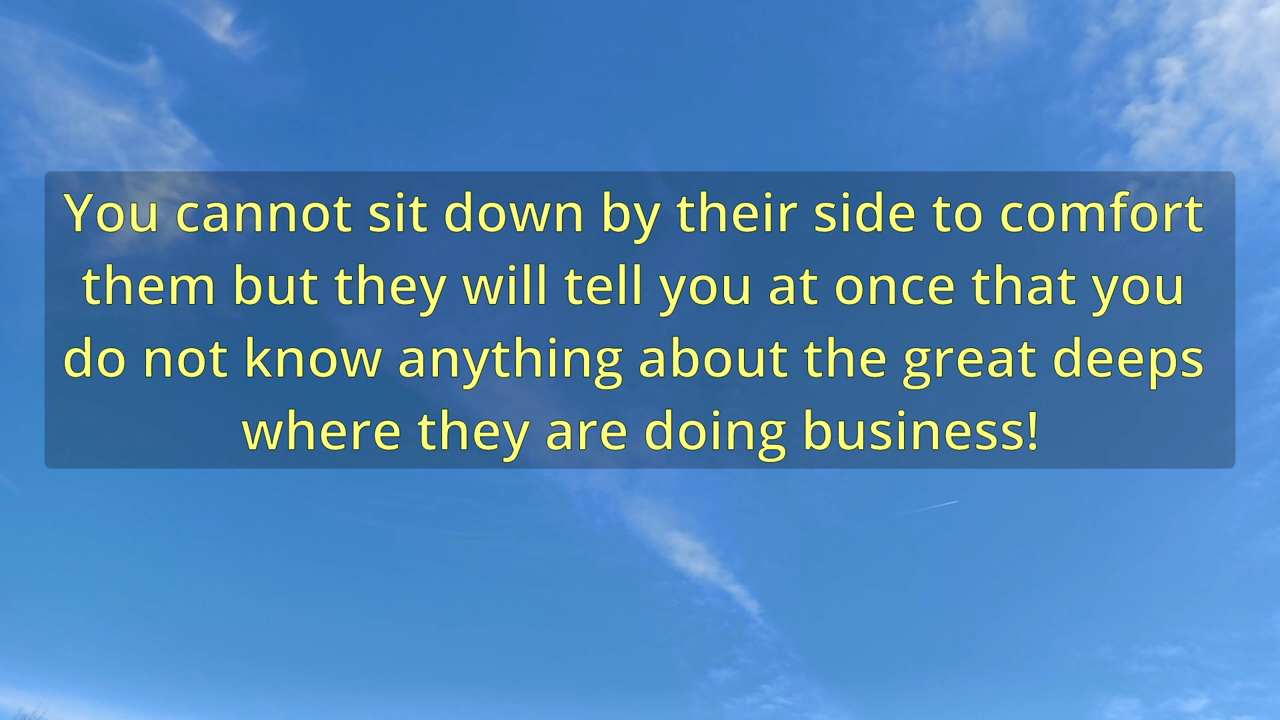 You cannot sit down by their side to comfort
them but they will tell you at once that you
do not know anything about the great deeps
where they are doing business!